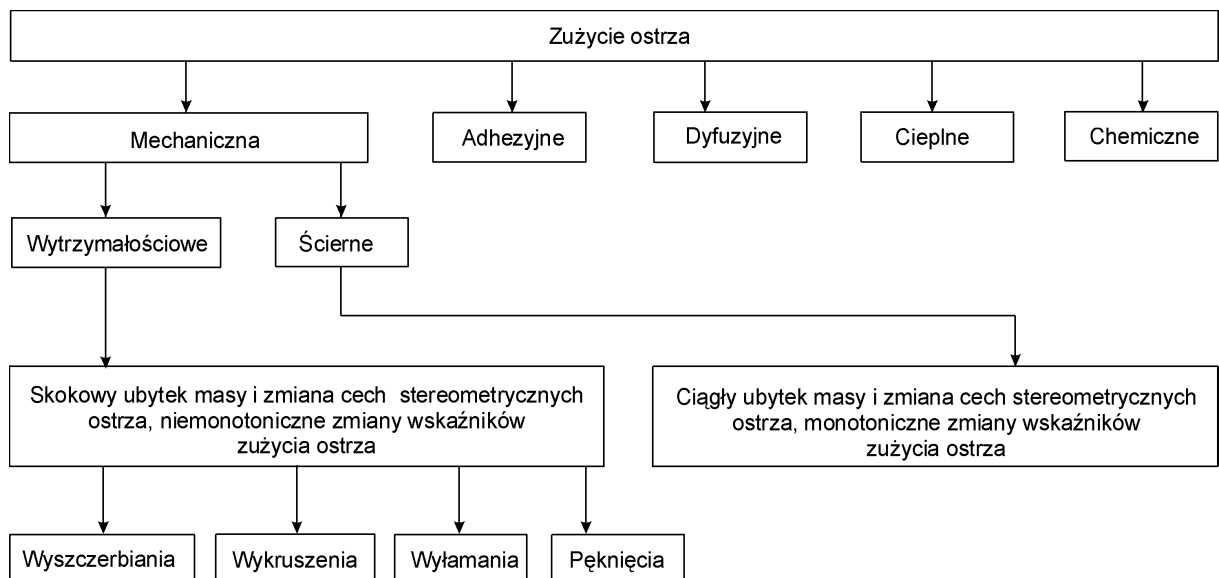 Zużycie ostrza
Mechaniczna
Adhezyjne
Dyfuzyjne
Cieplne
Chemiczne
Wytrzymałościowe
Ścierne
Skokowy ubytek masy i zmiana cech stereometrycznych
ostrza, niemonotoniczne zmiany wskaźników
zużycia ostrza
Ciągły ubytek masy i zmiana cech stereometrycznych
ostrza, monotoniczne zmiany wskaźników
zużycia ostrza
Wyszczerbiania
Wykruszenia
Wyłamania
Pęknięcia